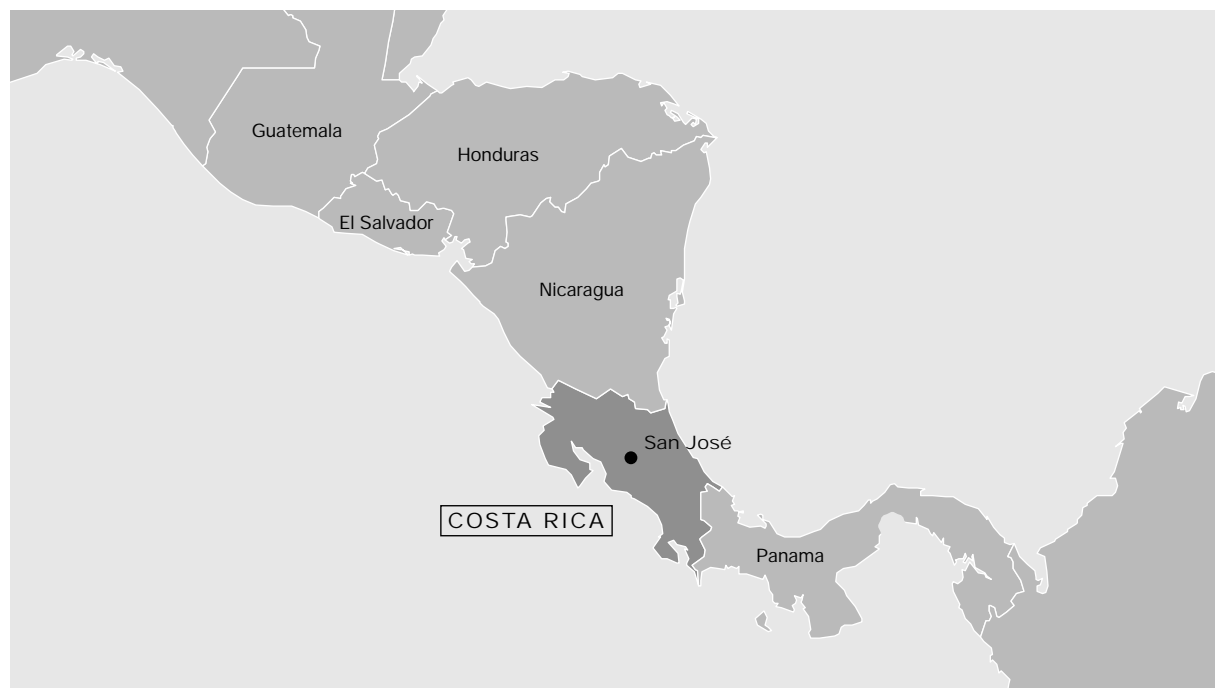 Guatemala
Honduras
El Salvador
Nicaragua
San José
COSTA RICA
Panama